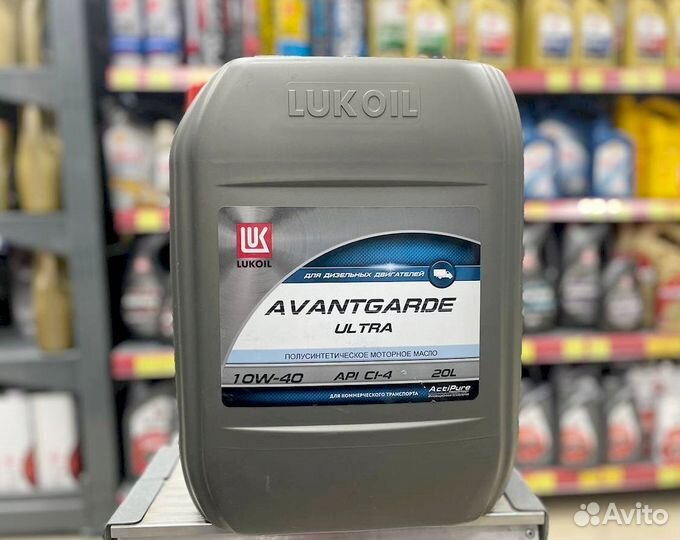 LUKOIL
LUK
LUKOIL
ДЛЯ ДИЗЕЛЬНЫХ ДВИГАТЕЛЕЙ
AVANTGARDE
ULTRA
ПОЛУСИНТЕТИЧЕСКОЕ МОТОРНОЕ МАСЛО
10W-40 API CI-4 20L
ДЛЯ КОММЕРЧЕСКОГО ТРАНСПОРТА
ActiPure
Avito